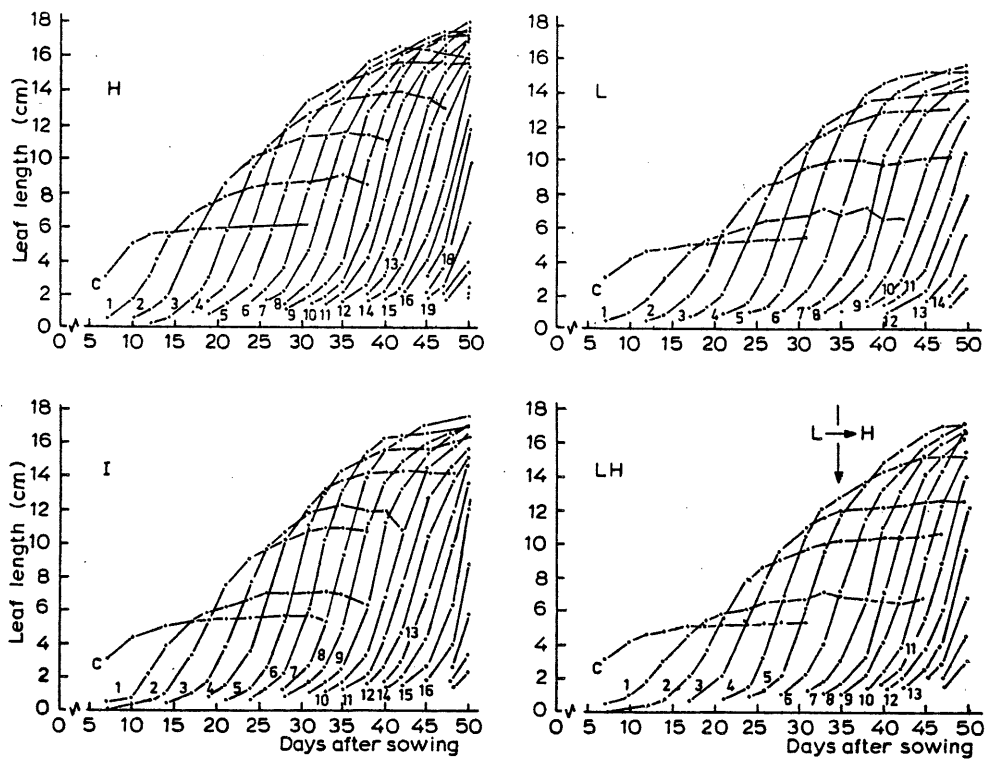 Leaf length (cm)
18
16
14
12
10
8
6
4
2
0
H
C
1 2 3 4 5 6 7 8 9 10 11 12 13 14 15 16 18 19
5 10 15 20 25 30 35 40 45 50
18
16
14
12
10
8
6
4
2
0
L
C
1 2 3 4 5 6 7 8 9 10 11 12 13 14
5 10 15 20 25 30 35 40 45 50
Leaf length (cm)
18
16
14
12
10
8
6
4
2
0
I
C
1 2 3 4 5 6 7 8 9 10 11 12 13 14 15 16
5 10 15 20 25 30 35 40 45 50
Days after sowing
18
16
14
12
10
8
6
4
2
0
LH
L → H
C
1 2 3 4 5 6 7 8 9 10 11 12 13
5 10 15 20 25 30 35 40 45 50
Days after sowing